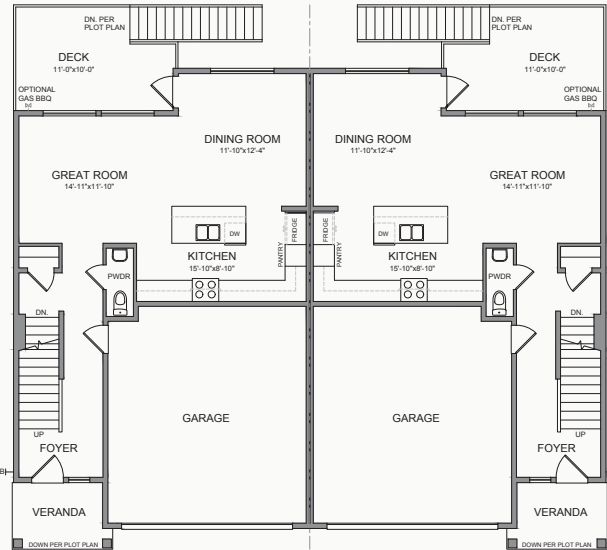 DN. PER
PLOT PLAN
DN. PER
PLOT PLAN
DECK
11'-0"x10'-0"
DECK
11'-0"x10'-0"
OPTIONAL
GAS BBQ
OPTIONAL
GAS BBQ
DINING ROOM
11'-10"x12'-4"
DINING ROOM
11'-10"x12'-4"
GREAT ROOM
14'-11"x11'-10"
GREAT ROOM
14'-11"x11'-10"
FRIDGE
FRIDGE
DW
DW
PANTRY
PANTRY
KITCHEN
15'-10"x8'-10"
KITCHEN
15'-10"x8'-10"
PWDR
PWDR
DN.
DN.
GARAGE
GARAGE
UP
UP
FOYER
FOYER
B
VERANDA
VERANDA
DOWN PER PLOT PLAN
DOWN PER PLOT PLAN